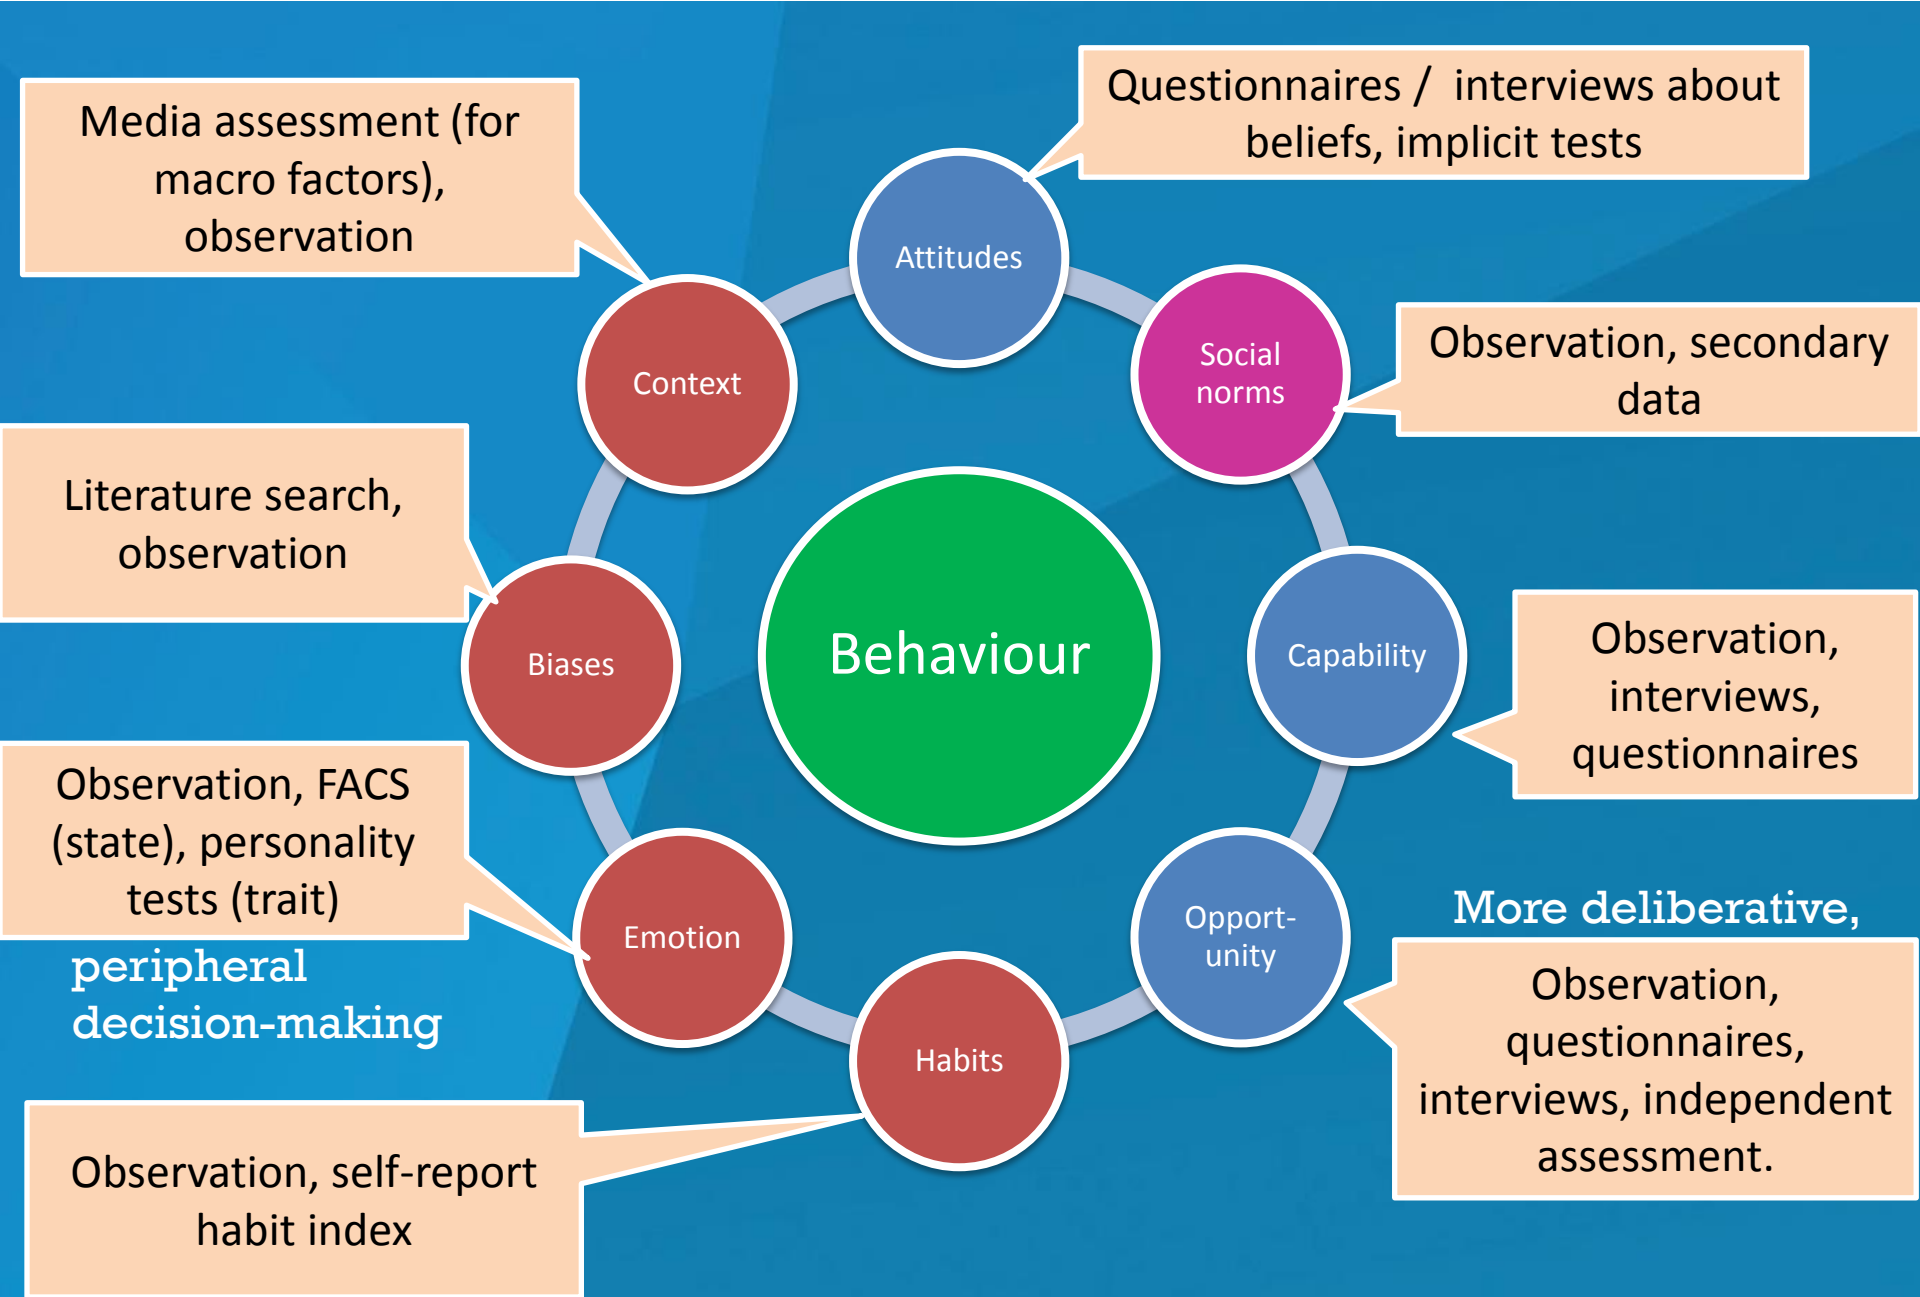 Media assessment (for
macro factors),
observation
Questionnaires /  interviews about
beliefs, implicit tests
Attitudes
Social
norms
Context
Observation, secondary
data
Literature search,
observation
Behaviour
Biases
Capability
Observation,
interviews,
questionnaires
Observation, FACS
(state), personality
tests (trait)
peripheral
decision-making
Emotion
Opport-
unity
More deliberative,
Observation,
questionnaires,
interviews, independent
assessment.
Habits
Observation, self-report
habit index